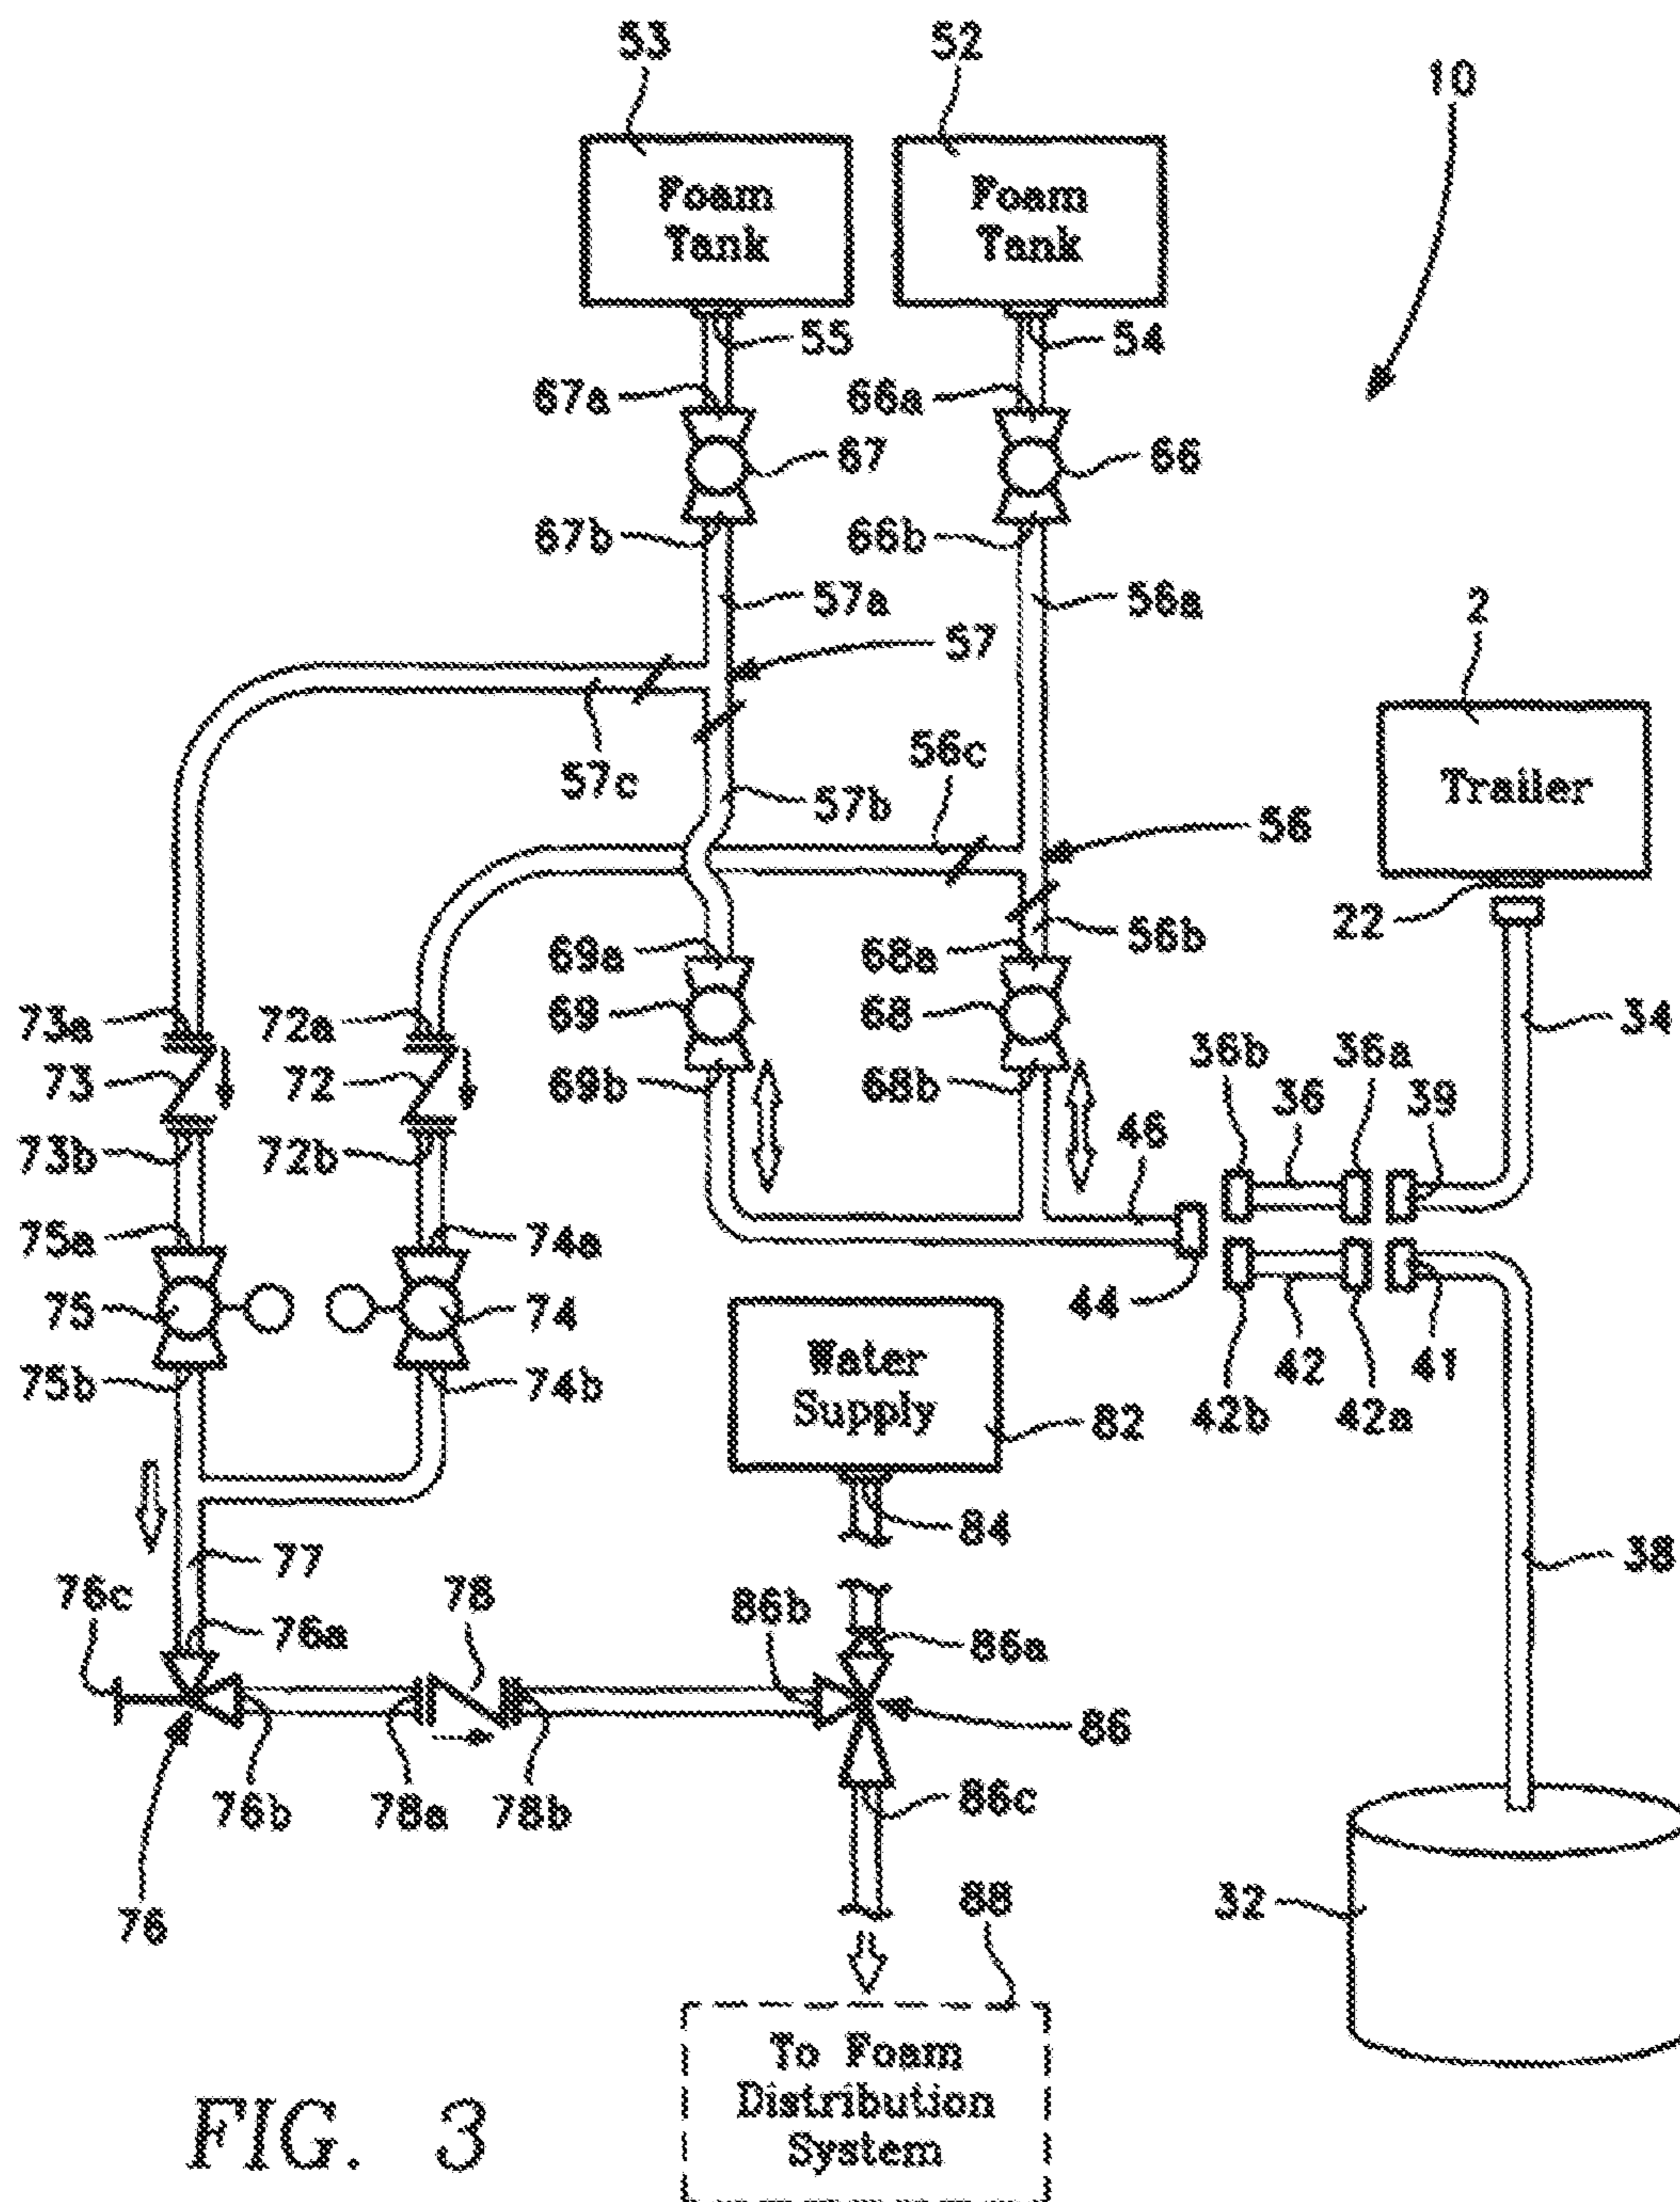 53
52
10
Foam
Tank
Foam
Tank
55
54
67a
66a
67
66
67b
66b
57a
56a
57
2
56c
57c
57b
Trailer
56
22
69a
68a
56b
73a
72a
69
68
34
36b
36a
73
72
69b
68b
36
39
46
73b
72b
75a
74a
44
75
74
Water
Supply
42
41
75b
74b
82
42b
42a
84
77
38
76c
78
86b
76a
86a
86
76b
78a
78b
86c
76
88
32
To Foam
Distribution
System
FIG. 3